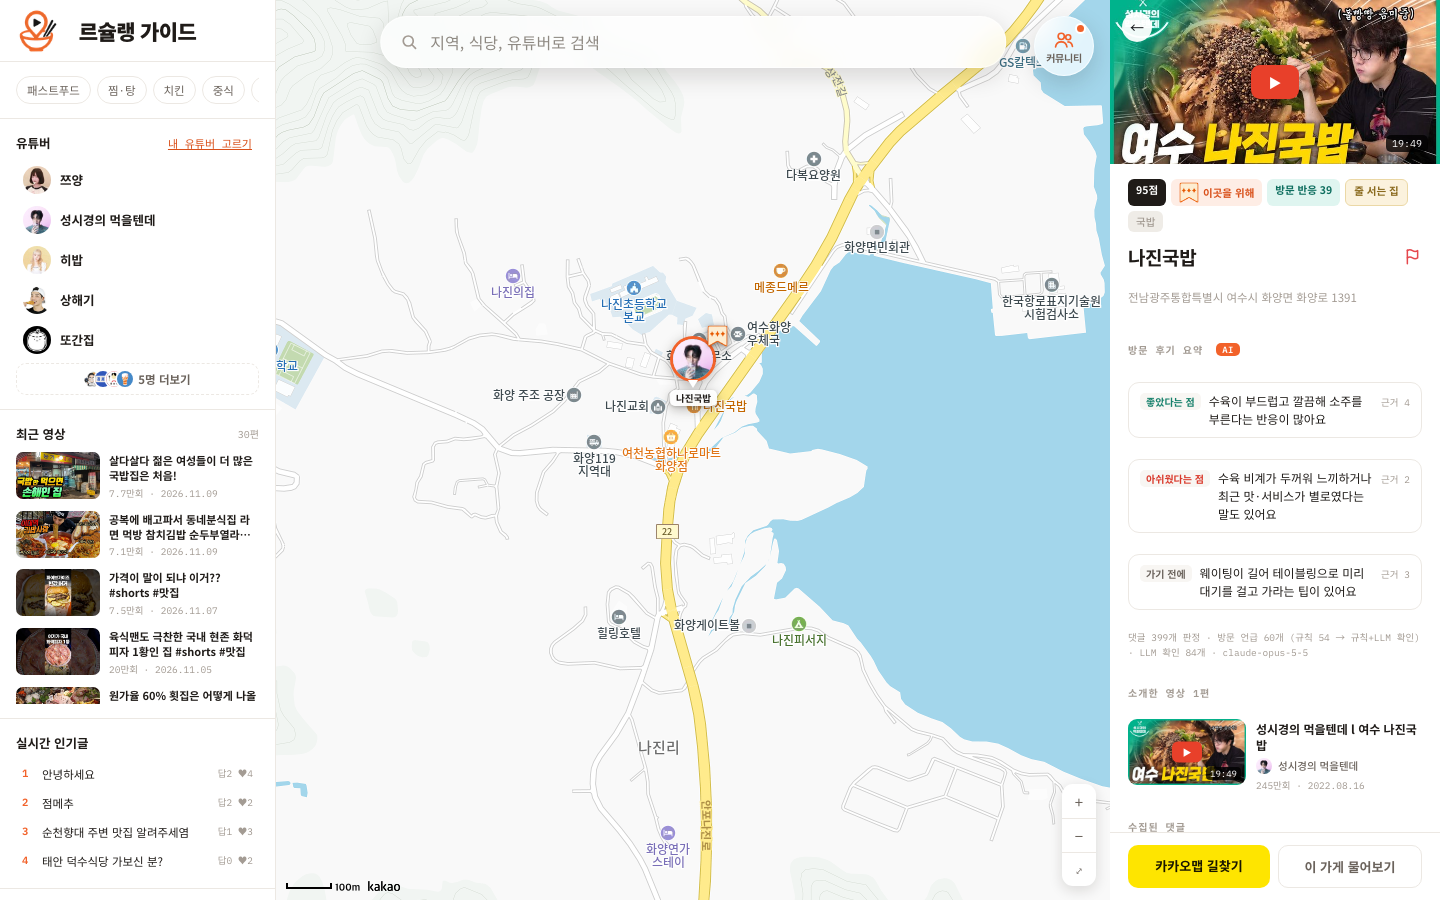 르슐랭 가이드
패스트푸드
찜·탕
치킨
중식
유튜버
내 유튜버 고르기
쯔양
성시경의 먹을텐데
히밥
상해기
또간집
5명 더보기
최근 영상
30편
살다살다 젊은 여성들이 더 많은
국밥집은 처음!
7.7만회 · 2026.11.09
공복에 배고파서 동네분식집 라
면 먹방 참치김밥 순두부열라…
7.1만회 · 2026.11.09
가격이 말이 되냐 이거??
#shorts #맛집
7.5만회 · 2026.11.07
육식맨도 극찬한 국내 현존 화덕
피자 1황인 집 #shorts #맛집
20만회 · 2026.11.05
원가율 60% 횟집은 어떻게 나올
실시간 인기글
1 안녕하세요 답2 ♥4
2 점메추 답2 ♥2
3 순천향대 주변 맛집 알려주세염 답1 ♥3
4 태안 덕수식당 가보신 분? 답0 ♥2
지역, 식당, 유튜버로 검색
커뮤니티
GS칼텍
다복요양원
화양면민회관
메종드메르
한국항로표지기술원
시험검사소
나진의집
나진초등학교
본교
여수화양
우체국
학교
나진국밥
화양 주조 공장
나진교회
나진국밥
여천농협하나로마트
화양점
화양119
지역대
22
힐링호텔
화양게이트볼
나진피서지
나진리
화양연가
스테이
100m kakao
+
−
여수 나진국밥
19:49
95점
이곳을 위해
방문 반응 39
줄 서는 집
국밥
나진국밥
전남광주통합특별시 여수시 화양면 화양로 1391
방문 후기 요약 AI
좋았다는 점
수육이 부드럽고 깔끔해 소주를
부른다는 반응이 많아요
근거 4
아쉬웠다는 점
수육 비계가 두꺼워 느끼하거나
최근 맛·서비스가 별로였다는
말도 있어요
근거 2
가기 전에
웨이팅이 길어 테이블링으로 미리
대기를 걸고 가라는 팁이 있어요
근거 3
댓글 399개 판정 · 방문 언급 60개 (규칙 54 → 규칙+LLM 확인)
· LLM 확인 84개 · claude-opus-5-5
소개한 영상 1편
19:49
성시경의 먹을텐데 l 여수 나진국
밥
성시경의 먹을텐데
245만회 · 2022.08.16
수집된 댓글
카카오맵 길찾기
이 가게 물어보기